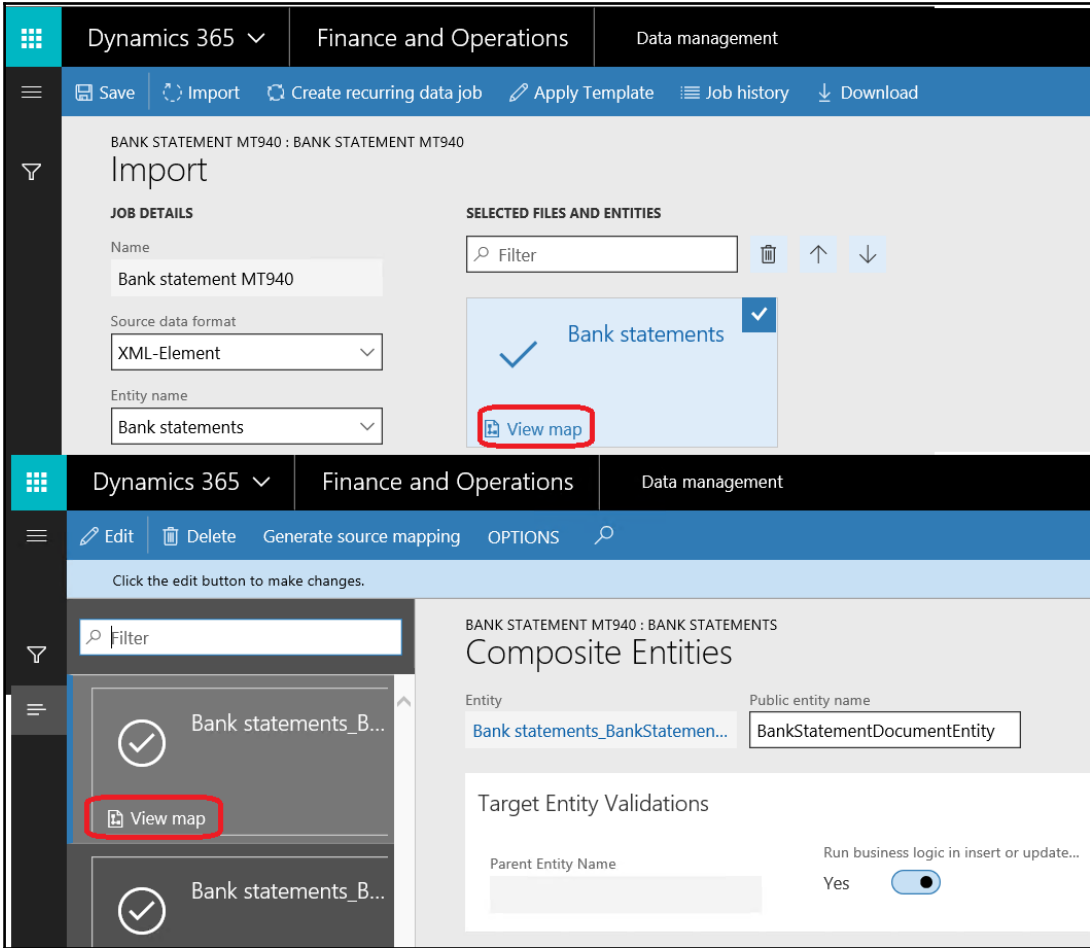 Dynamics 365 Finance and Operations Data management
Save Import Create recurring data job Apply Template Job history Download
BANK STATEMENT MT940 : BANK STATEMENT MT940
Import
JOB DETAILS
Name
Bank statement MT940
Source data format
XML-Element
Entity name
Bank statements
SELECTED FILES AND ENTITIES
Filter
Bank statements
View map
Dynamics 365 Finance and Operations Data management
Edit Delete Generate source mapping OPTIONS
Click the edit button to make changes.
Filter
Bank statements_B...
View map
Bank statements_B...
BANK STATEMENT MT940 : BANK STATEMENTS
Composite Entities
Entity
Bank statements_BankStatemen...
Public entity name
BankStatementDocumentEntity
Target Entity Validations
Parent Entity Name
Run business logic in insert or update...
Yes